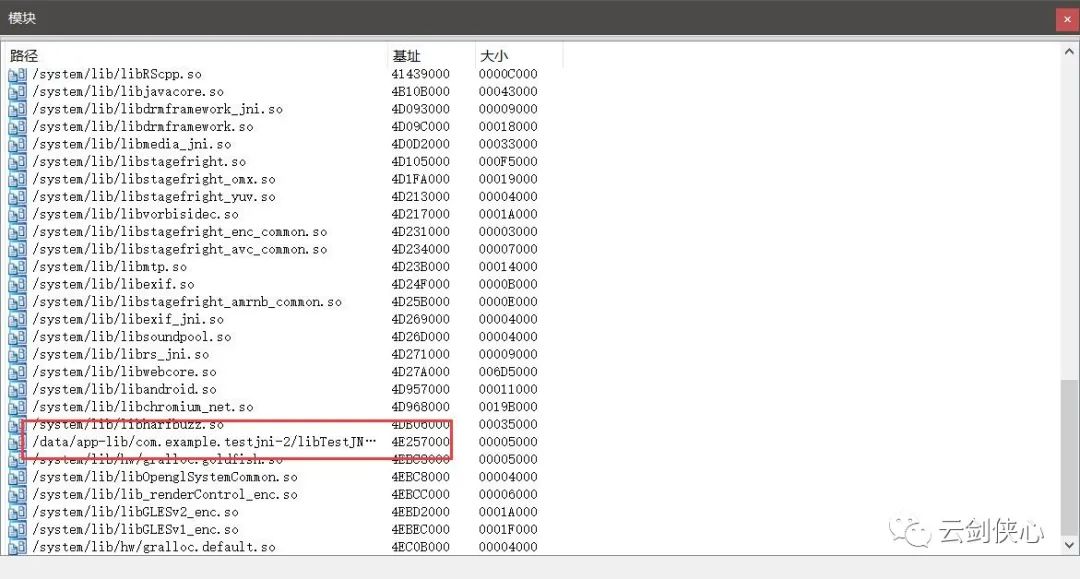 模块
路径 基址 大小
/system/lib/libRScpp.so 41439000 0000C000
/system/lib/libjavacore.so 4B10B000 00043000
/system/lib/libdrmframework_jni.so 4D093000 00009000
/system/lib/libdrmframework.so 4D09C000 00018000
/system/lib/libmedia_jni.so 4D0D2000 00033000
/system/lib/libstagefright.so 4D105000 000F5000
/system/lib/libstagefright_omx.so 4D1FA000 00019000
/system/lib/libstagefright_yuv.so 4D213000 00004000
/system/lib/libvorbisidec.so 4D217000 0001A000
/system/lib/libstagefright_enc_common.so 4D231000 00003000
/system/lib/libstagefright_avc_common.so 4D234000 00007000
/system/lib/libmtp.so 4D23B000 00014000
/system/lib/libexif.so 4D24F000 0000B000
/system/lib/libstagefright_amrnb_common.so 4D25B000 0000E000
/system/lib/libexif_jni.so 4D269000 00004000
/system/lib/libsoundpool.so 4D26D000 00004000
/system/lib/librs_jni.so 4D271000 00009000
/system/lib/libwebcore.so 4D27A000 006D5000
/system/lib/libandroid.so 4D957000 00011000
/system/lib/libchromium_net.so 4D968000 0019B000
/system/lib/libharfbuzz.so 4DB06000 00035000
/data/app-lib/com.example.testjni-2/libTestJN… 4E257000 00005000
/system/lib/hw/gralloc.goldfish.so 4EBC3000 00005000
/system/lib/libOpenglSystemCommon.so 4EBC8000 00004000
/system/lib/lib_renderControl_enc.so 4EBCC000 00006000
/system/lib/libGLESv2_enc.so 4EBD2000 0001A000
/system/lib/libGLESv1_enc.so 4EBEC000 0001F000
/system/lib/hw/gralloc.default.so 4EC0B000 00004000
云剑侠心